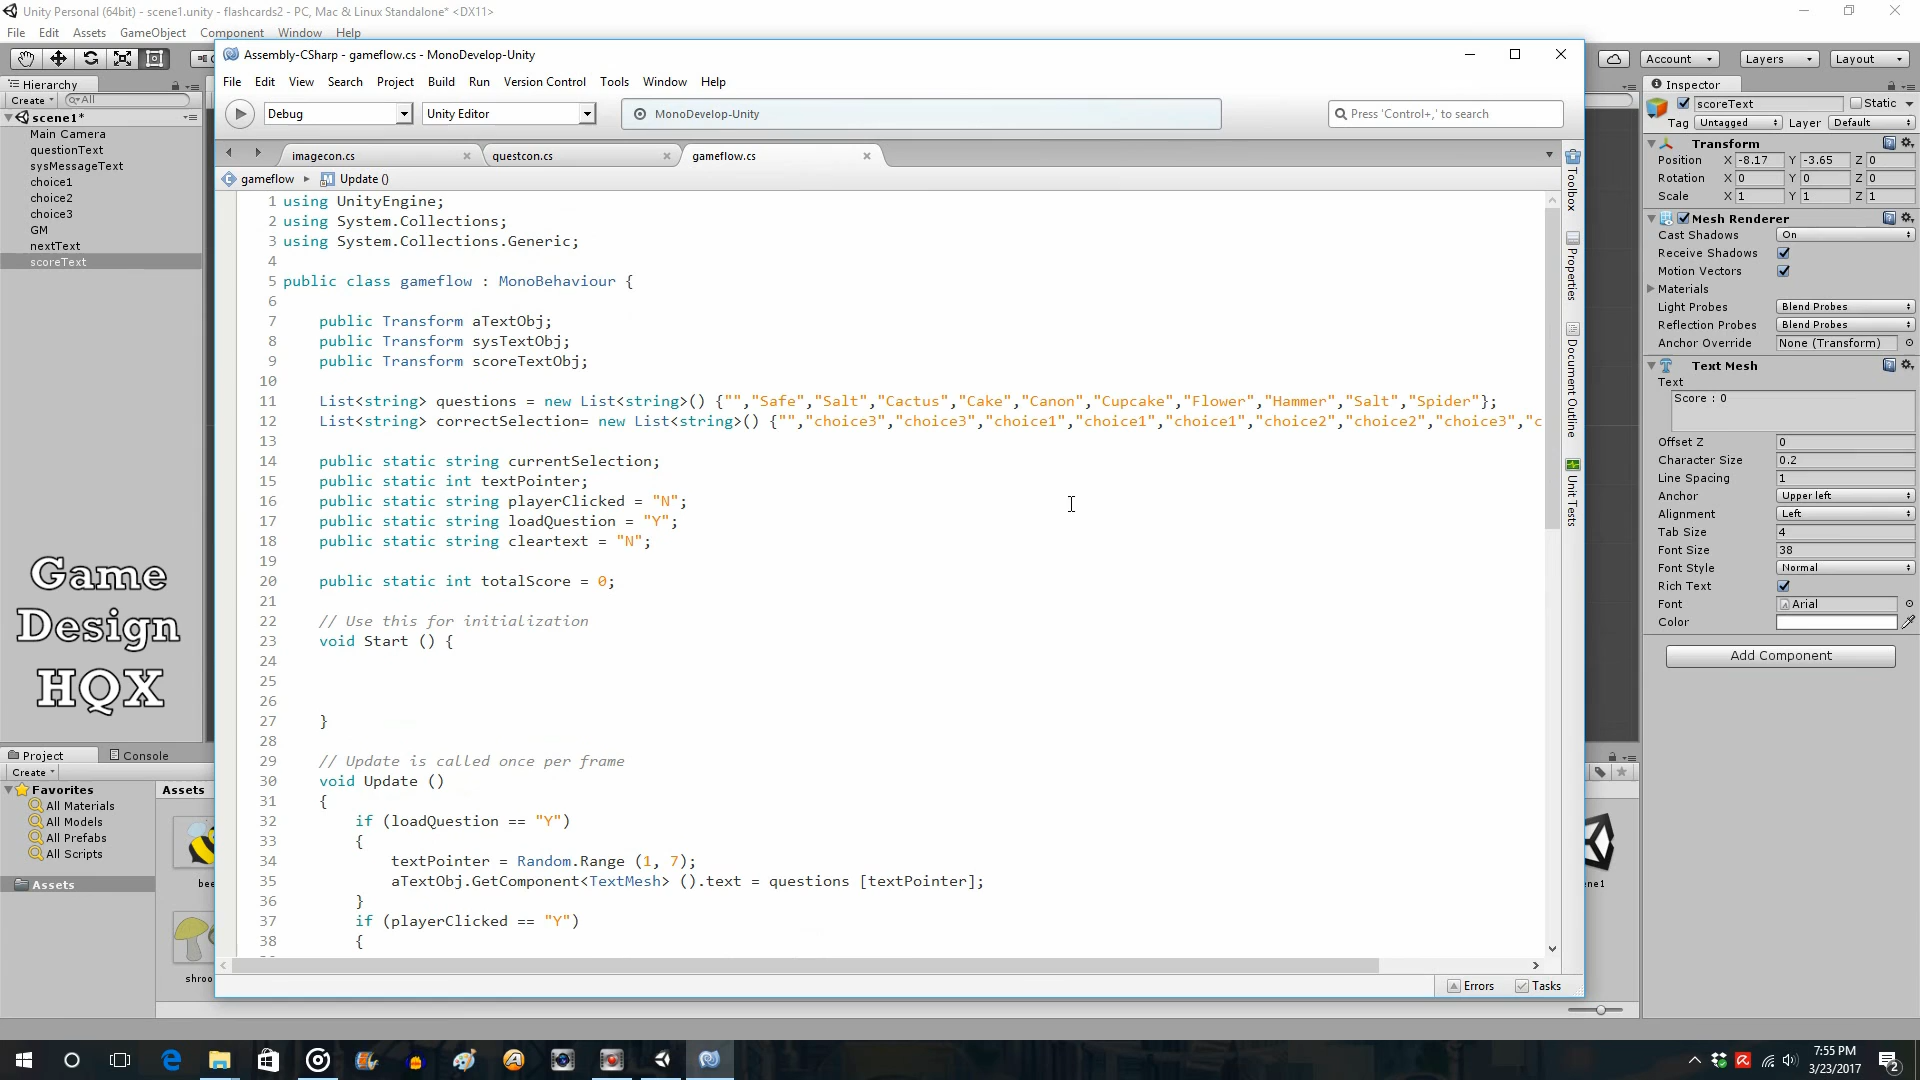 Unity Personal (64bit) - scene1.unity - flashcards2 - PC, Mac & Linux Standalone* <DX11>
File Edit Assets GameObject Component Window Help
Account Layers Layout
Hierarchy
Create All
scene1*
Main Camera
questionText
sysMessageText
choice1
choice2
choice3
GM
nextText
scoreText
Game
Design
HQX
Project Console
Create
Favorites
All Materials
All Models
All Prefabs
All Scripts
Assets
Assets
bee
shroo
Assembly-CSharp - gameflow.cs - MonoDevelop-Unity
File Edit View Search Project Build Run Version Control Tools Window Help
Debug Unity Editor MonoDevelop-Unity Press 'Control+,' to search
imagecon.cs questcon.cs gameflow.cs
gameflow Update ()
1 using UnityEngine;
2 using System.Collections;
3 using System.Collections.Generic;
4
5 public class gameflow : MonoBehaviour {
6
7 public Transform aTextObj;
8 public Transform sysTextObj;
9 public Transform scoreTextObj;
10
11 List<string> questions = new List<string>() {"","Safe","Salt","Cactus","Cake","Canon","Cupcake","Flower","Hammer","Salt","Spider"};
12 List<string> correctSelection= new List<string>() {"","choice3","choice3","choice1","choice1","choice1","choice2","choice2","choice3","c
13
14 public static string currentSelection;
15 public static int textPointer;
16 public static string playerClicked = "N";
17 public static string loadQuestion = "Y";
18 public static string cleartext = "N";
19
20 public static int totalScore = 0;
21
22 // Use this for initialization
23 void Start () {
24
25
26
27 }
28
29 // Update is called once per frame
30 void Update ()
31 {
32 if (loadQuestion == "Y")
33 {
34 textPointer = Random.Range (1, 7);
35 aTextObj.GetComponent<TextMesh> ().text = questions [textPointer];
36 }
37 if (playerClicked == "Y")
38 {
Errors Tasks
Toolbox
Properties
Document Outline
Unit Tests
ne1
Inspector
scoreText Static
Tag Untagged Layer Default
Transform
Position X -8.17 Y -3.65 Z 0
Rotation X 0 Y 0 Z 0
Scale X 1 Y 1 Z 1
Mesh Renderer
Cast Shadows On
Receive Shadows
Motion Vectors
Materials
Light Probes Blend Probes
Reflection Probes Blend Probes
Anchor Override None (Transform)
Text Mesh
Text
Score : 0
Offset Z 0
Character Size 0.2
Line Spacing 1
Anchor Upper left
Alignment Left
Tab Size 4
Font Size 38
Font Style Normal
Rich Text
Font Arial
Color
Add Component
7:55 PM
3/23/2017
2